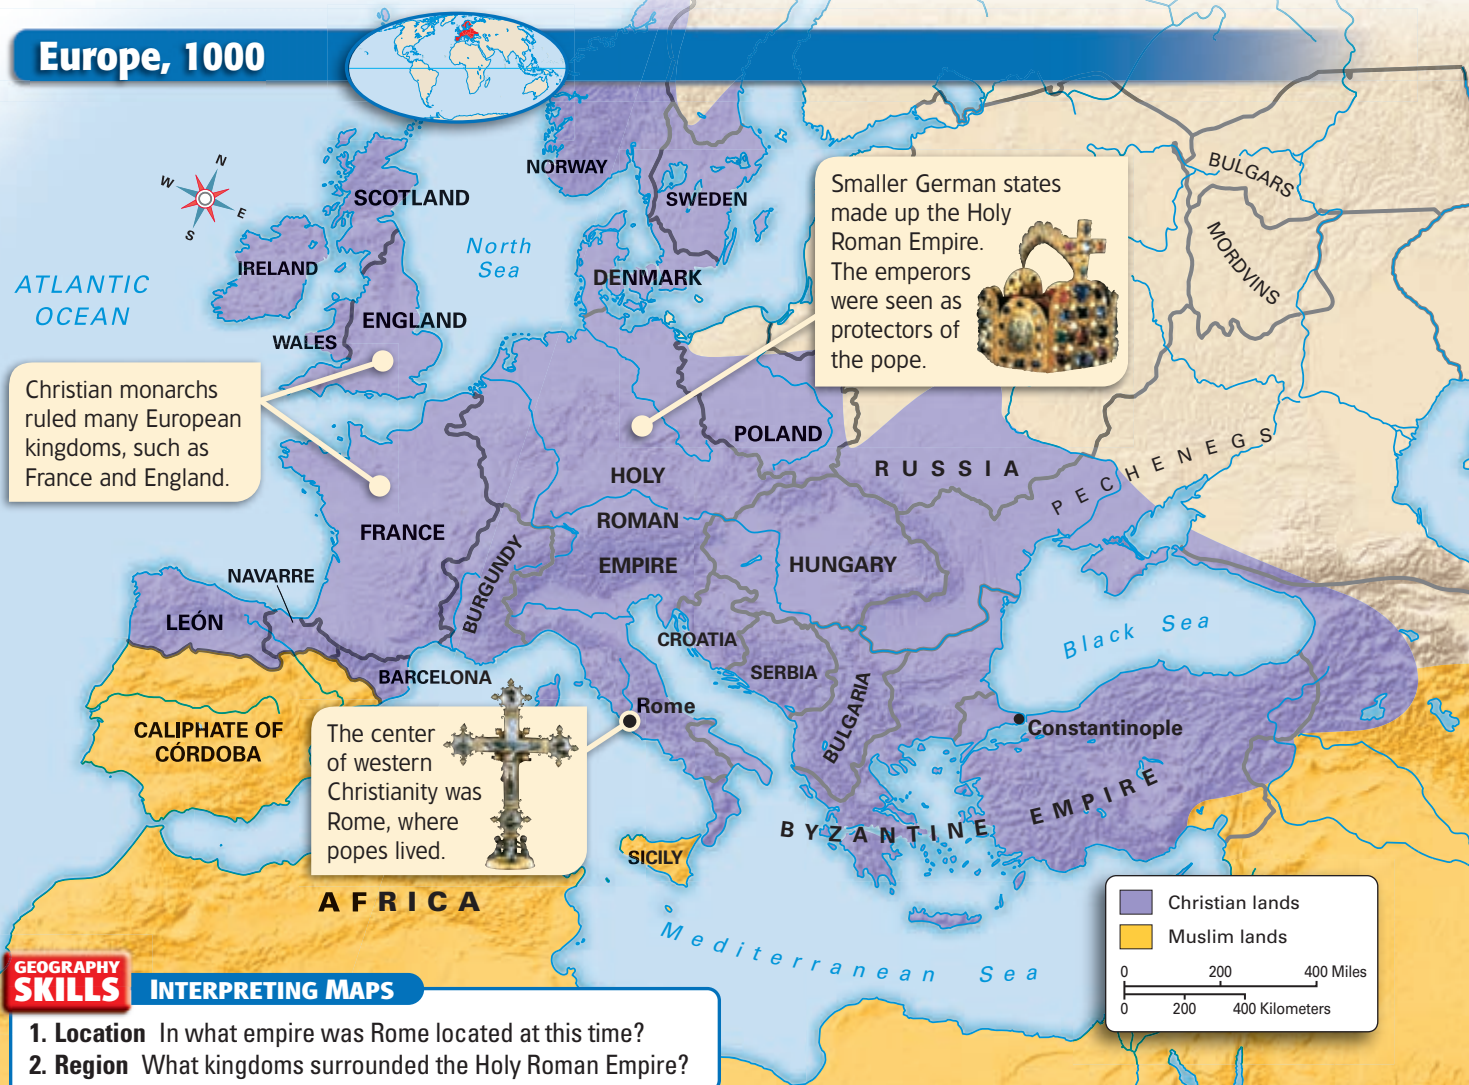 Europe, 1000
N
W
E
S
NORWAY
SWEDEN
SCOTLAND
IRELAND
North
Sea
DENMARK
ATLANTIC
OCEAN
ENGLAND
WALES
BULGARS
MORDVINS
Smaller German states
made up the Holy
Roman Empire.
The emperors
were seen as
protectors of
the pope.
Christian monarchs
ruled many European
kingdoms, such as
France and England.
POLAND
RUSSIA
PECHENEGS
HOLY
ROMAN
EMPIRE
FRANCE
BURGUNDY
HUNGARY
NAVARRE
LEÓN
CROATIA
SERBIA
BULGARIA
Black Sea
BARCELONA
Rome
Constantinople
CALIPHATE OF
CÓRDOBA
The center
of western
Christianity was
Rome, where
popes lived.
BYZANTINE EMPIRE
SICILY
AFRICA
Mediterranean Sea
Christian lands
Muslim lands
0 200 400 Miles
0 200 400 Kilometers
GEOGRAPHY
SKILLS
INTERPRETING MAPS
1. Location In what empire was Rome located at this time?
2. Region What kingdoms surrounded the Holy Roman Empire?